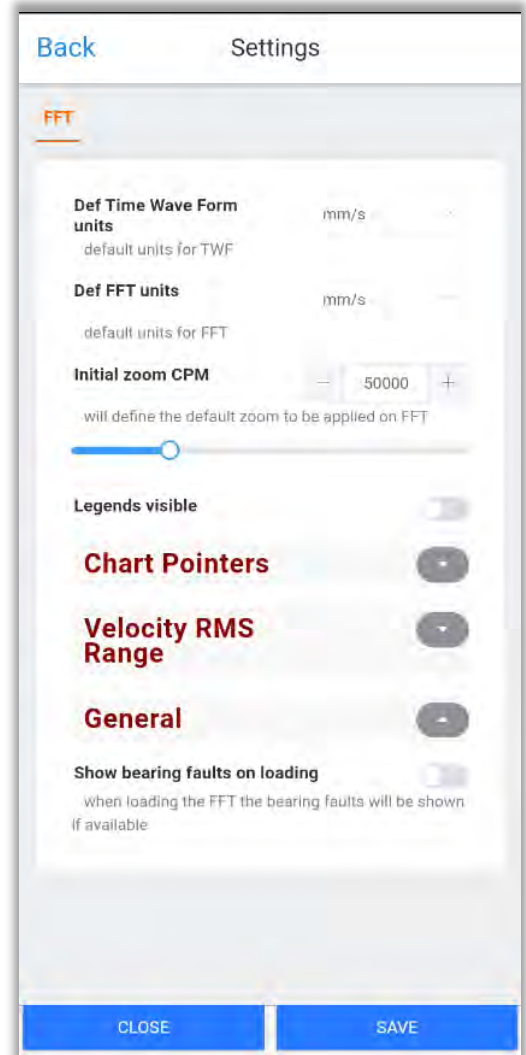 Back Settings
FFT
Def Time Wave Form
units
mm/s
default units for TWF
Def FFT units
mm/s
default units for FFT
Initial zoom CPM
− 50000 +
will define the default zoom to be applied on FFT
Legends visible
Chart Pointers
Velocity RMS
Range
General
Show bearing faults on loading
when loading the FFT the bearing faults will be shown
if available
CLOSE SAVE